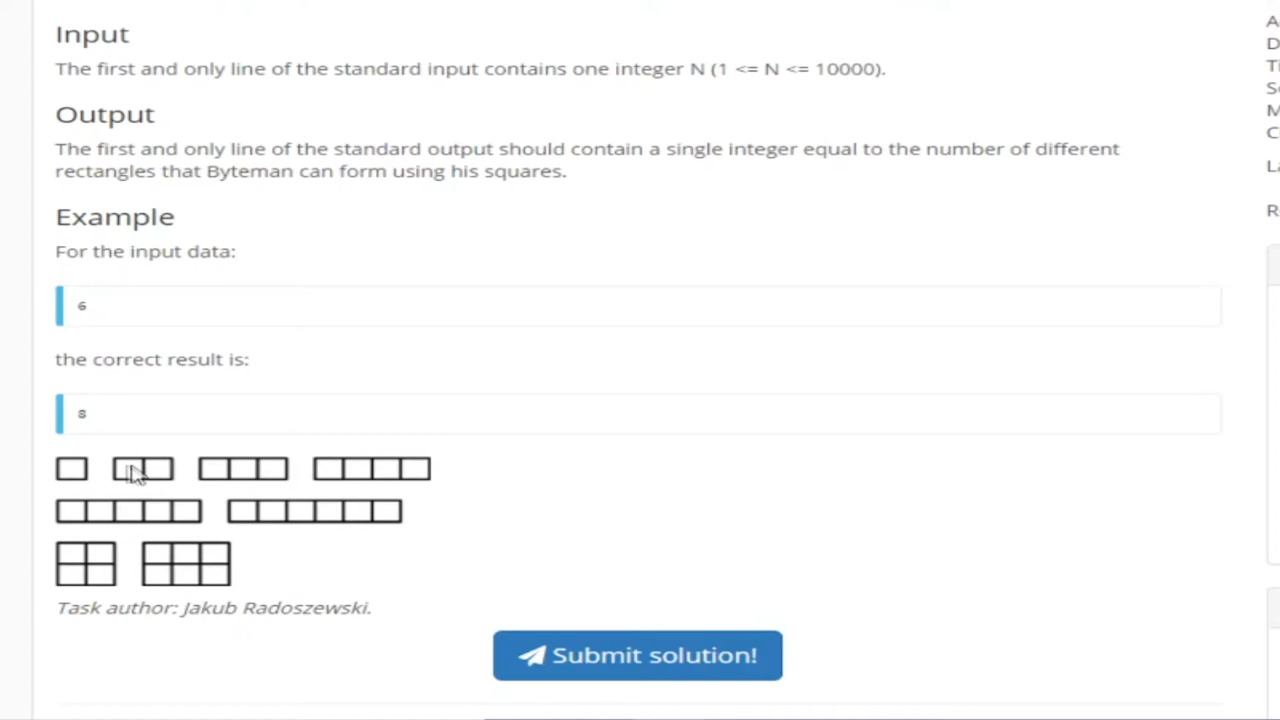 Input
The first and only line of the standard input contains one integer N (1 <= N <= 10000).
Output
The first and only line of the standard output should contain a single integer equal to the number of different
rectangles that Byteman can form using his squares.
Example
For the input data:
6
the correct result is:
8
Task author: Jakub Radoszewski.
Submit solution!